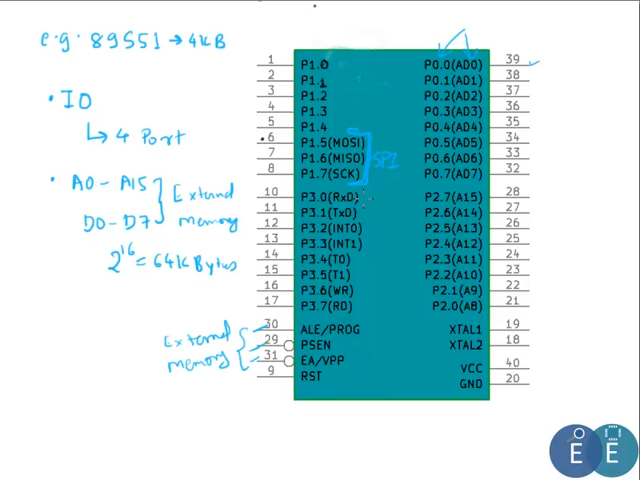 e.g. 89S51 → 4KB
• IO
↳ 4 Port
• A0 - A15
D0 - D7
External
memory
2^16 = 64K Bytes
External
memory
SPI
1 P1.0
2 P1.1
3 P1.2
4 P1.3
5 P1.4
6 P1.5(MOSI)
7 P1.6(MISO)
8 P1.7(SCK)
10 P3.0(RxD)
11 P3.1(TxD)
12 P3.2(INT0)
13 P3.3(INT1)
14 P3.4(T0)
15 P3.5(T1)
16 P3.6(WR)
17 P3.7(RD)
30 ALE/PROG
29 PSEN
31 EA/VPP
9 RST
P0.0(AD0) 39
P0.1(AD1) 38
P0.2(AD2) 37
P0.3(AD3) 36
P0.4(AD4) 35
P0.5(AD5) 34
P0.6(AD6) 33
P0.7(AD7) 32
P2.7(A15) 28
P2.6(A14) 27
P2.5(A13) 26
P2.4(A12) 25
P2.3(A11) 24
P2.2(A10) 23
P2.1(A9) 22
P2.0(A8) 21
XTAL1 19
XTAL2 18
VCC 40
GND 20
E E